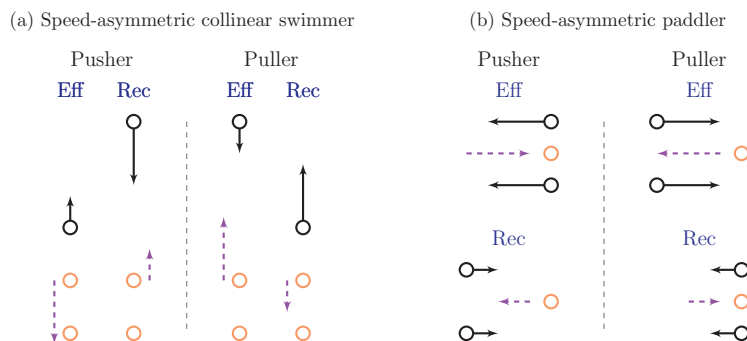 (a) Speed-asymmetric collinear swimmer
Pusher Puller
Eff Rec Eff Rec
(b) Speed-asymmetric paddler
Pusher Puller
Eff Eff
Rec Rec